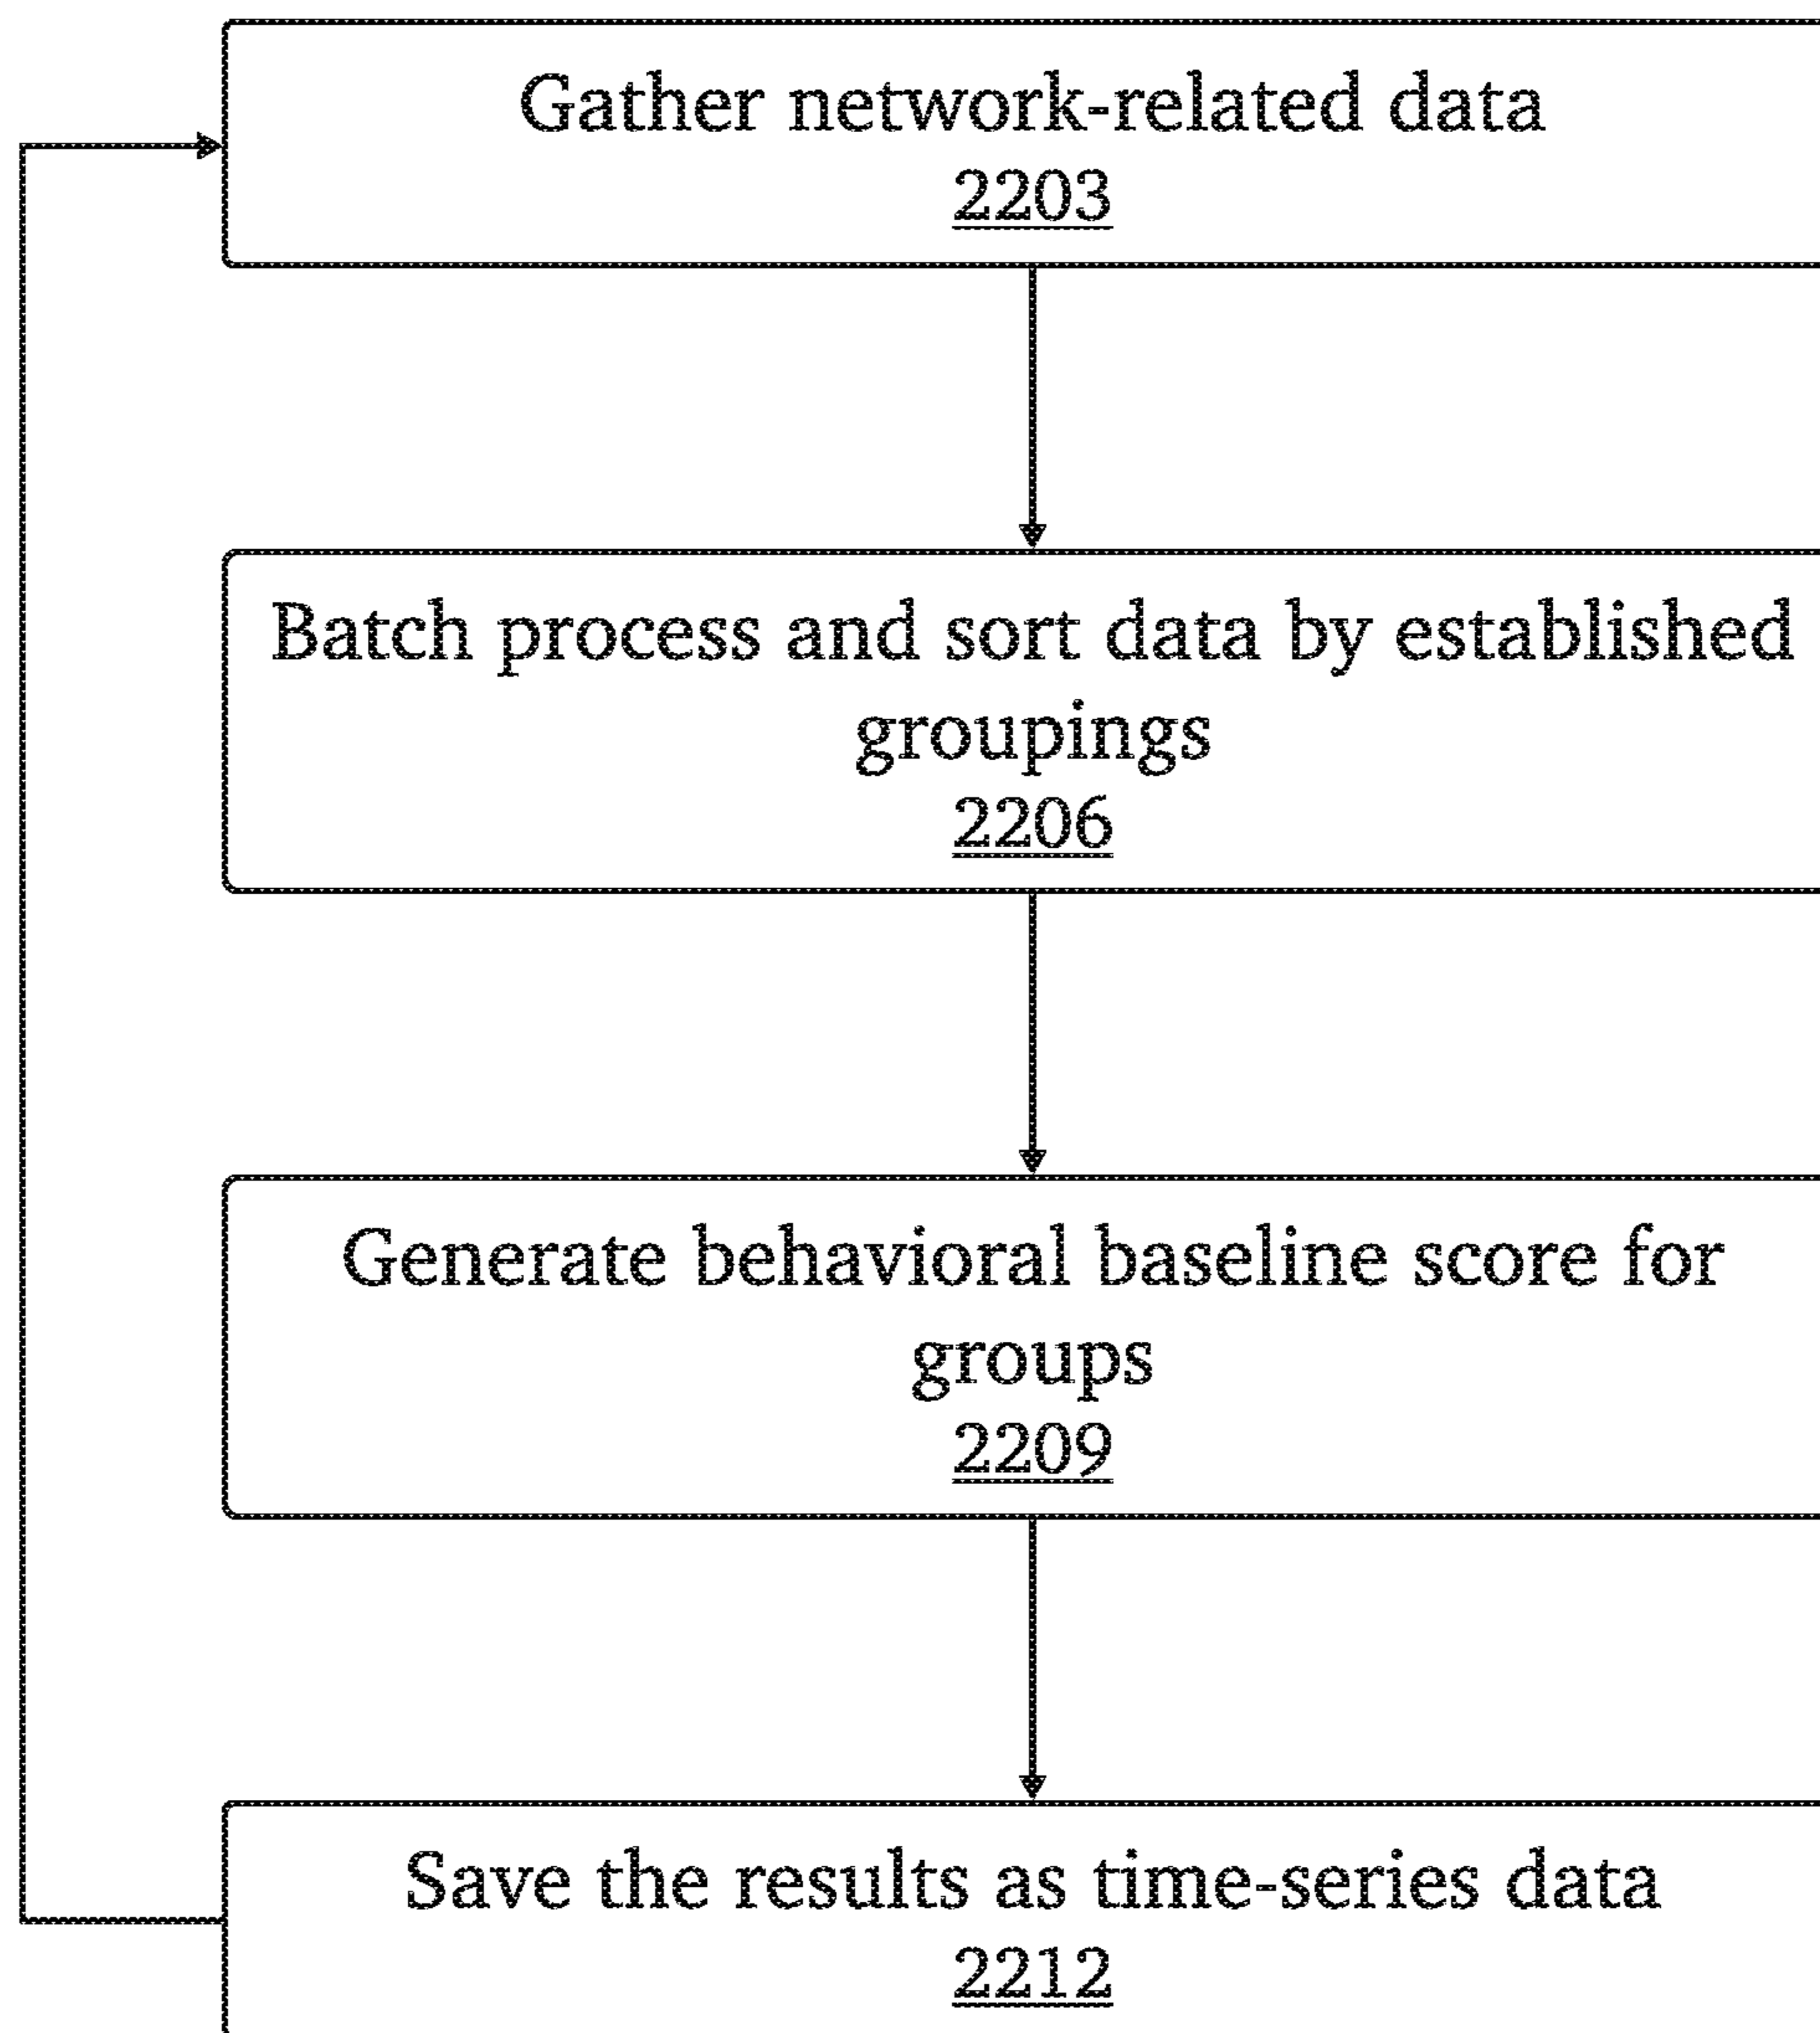 Gather network-related data
2203
Batch process and sort data by established
groupings
2206
Generate behavioral baseline score for
groups
2209
Save the results as time-series data
2212